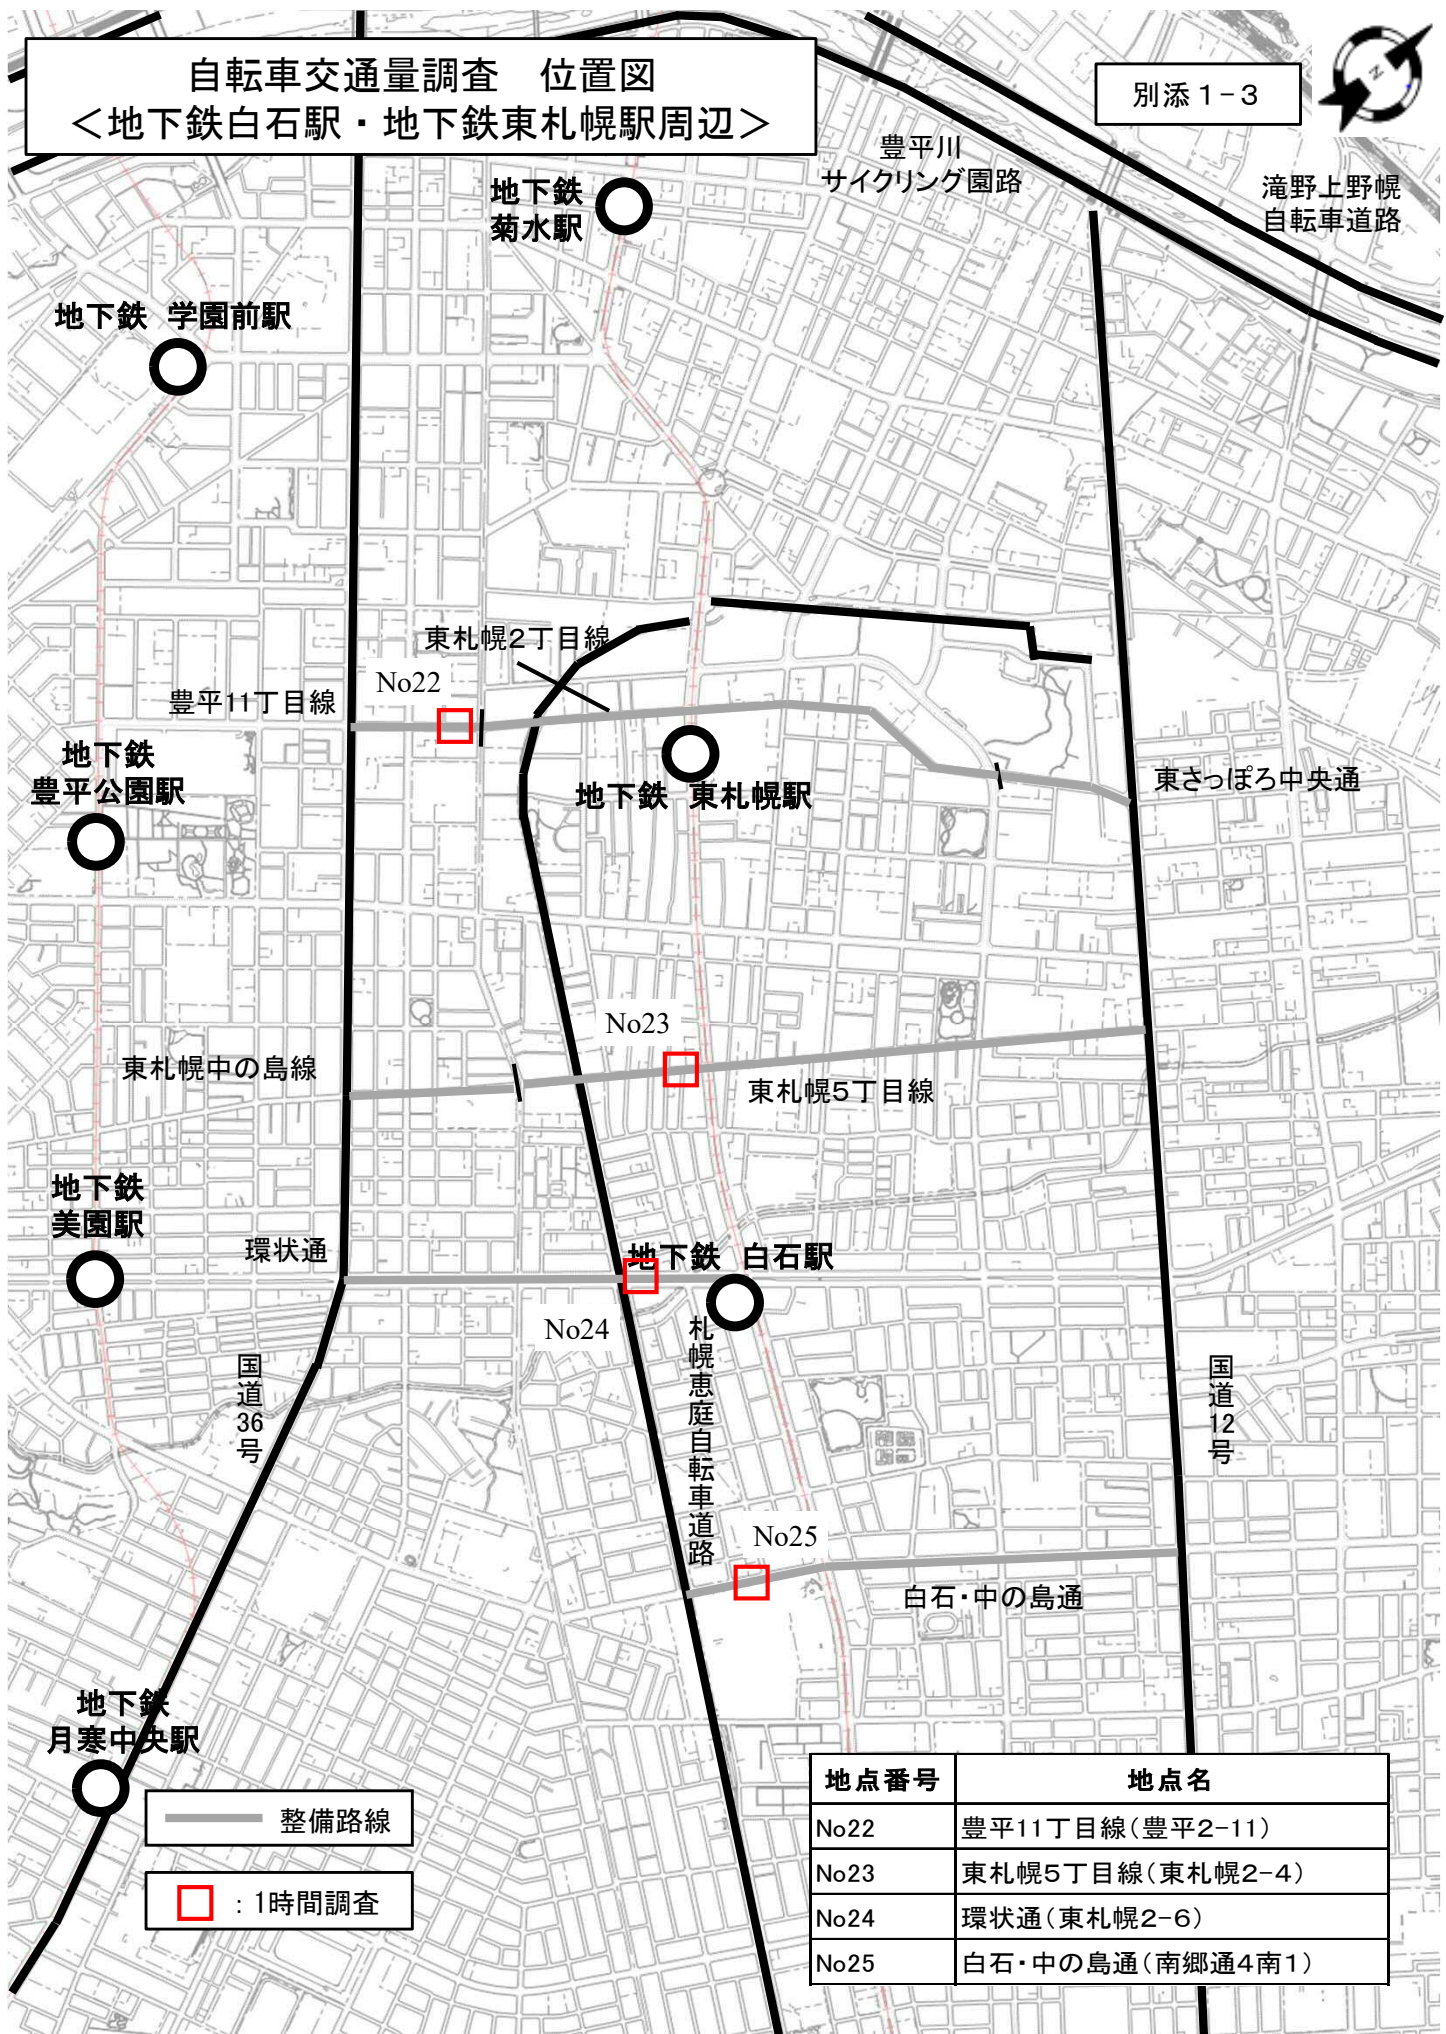 自転車交通量調査　位置図
＜地下鉄白石駅・地下鉄東札幌駅周辺＞
別添１−３
N
豊平川
サイクリング園路
滝野上野幌
自転車道路
地下鉄
菊水駅
地下鉄 学園前駅
東札幌2丁目線
No22
豊平11丁目線
地下鉄
豊平公園駅
地下鉄 東札幌駅
東さっぽろ中央通
No23
東札幌中の島線
東札幌5丁目線
地下鉄
美園駅
環状通
地下鉄 白石駅
No24
札幌恵庭自転車道路
国道36号
国道12号
No25
白石・中の島通
地下鉄
月寒中央駅
整備路線
：1時間調査
地点番号 地点名
No22 豊平11丁目線（豊平2−11）
No23 東札幌5丁目線（東札幌2−4）
No24 環状通（東札幌2−6）
No25 白石・中の島通（南郷通4南1）